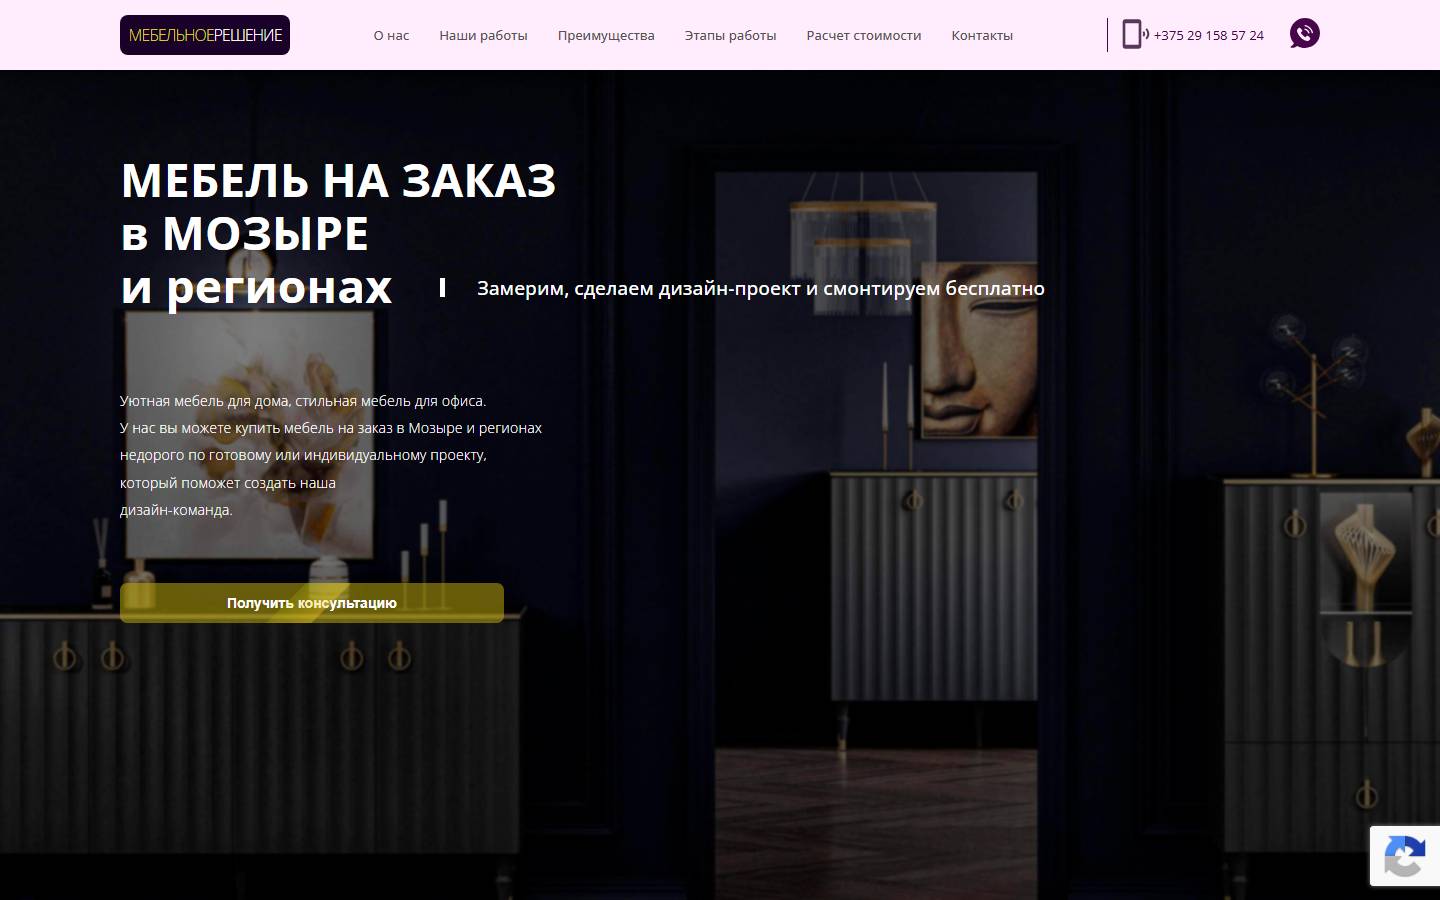 МЕБЕЛЬНОЕРЕШЕНИЕ
О нас
Наши работы
Преимущества
Этапы работы
Расчет стоимости
Контакты
+375 29 158 57 24
МЕБЕЛЬ НА ЗАКАЗ
в МОЗЫРЕ
и регионах
Замерим, сделаем дизайн-проект и смонтируем бесплатно
Уютная мебель для дома, стильная мебель для офиса.
У нас вы можете купить мебель на заказ в Мозыре и регионах
недорого по готовому или индивидуальному проекту,
который поможет создать наша
дизайн-команда.
Получить консультацию